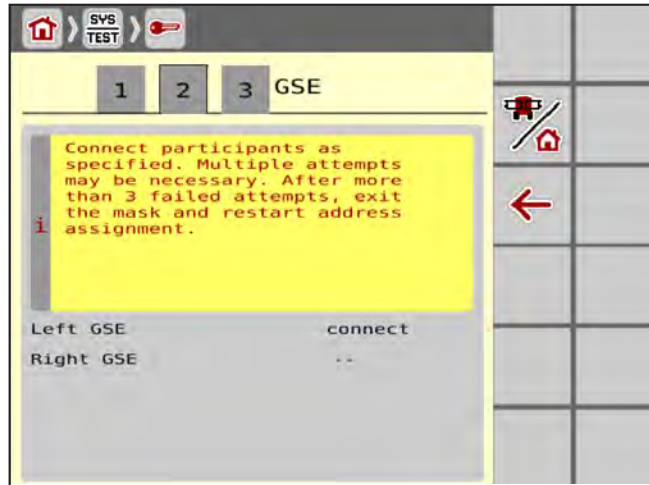 SYS
TEST
1 2 3 GSE
Connect participants as
specified. Multiple attempts
may be necessary. After more
than 3 failed attempts, exit
the mask and restart address
assignment.
i
Left GSE connect
Right GSE --